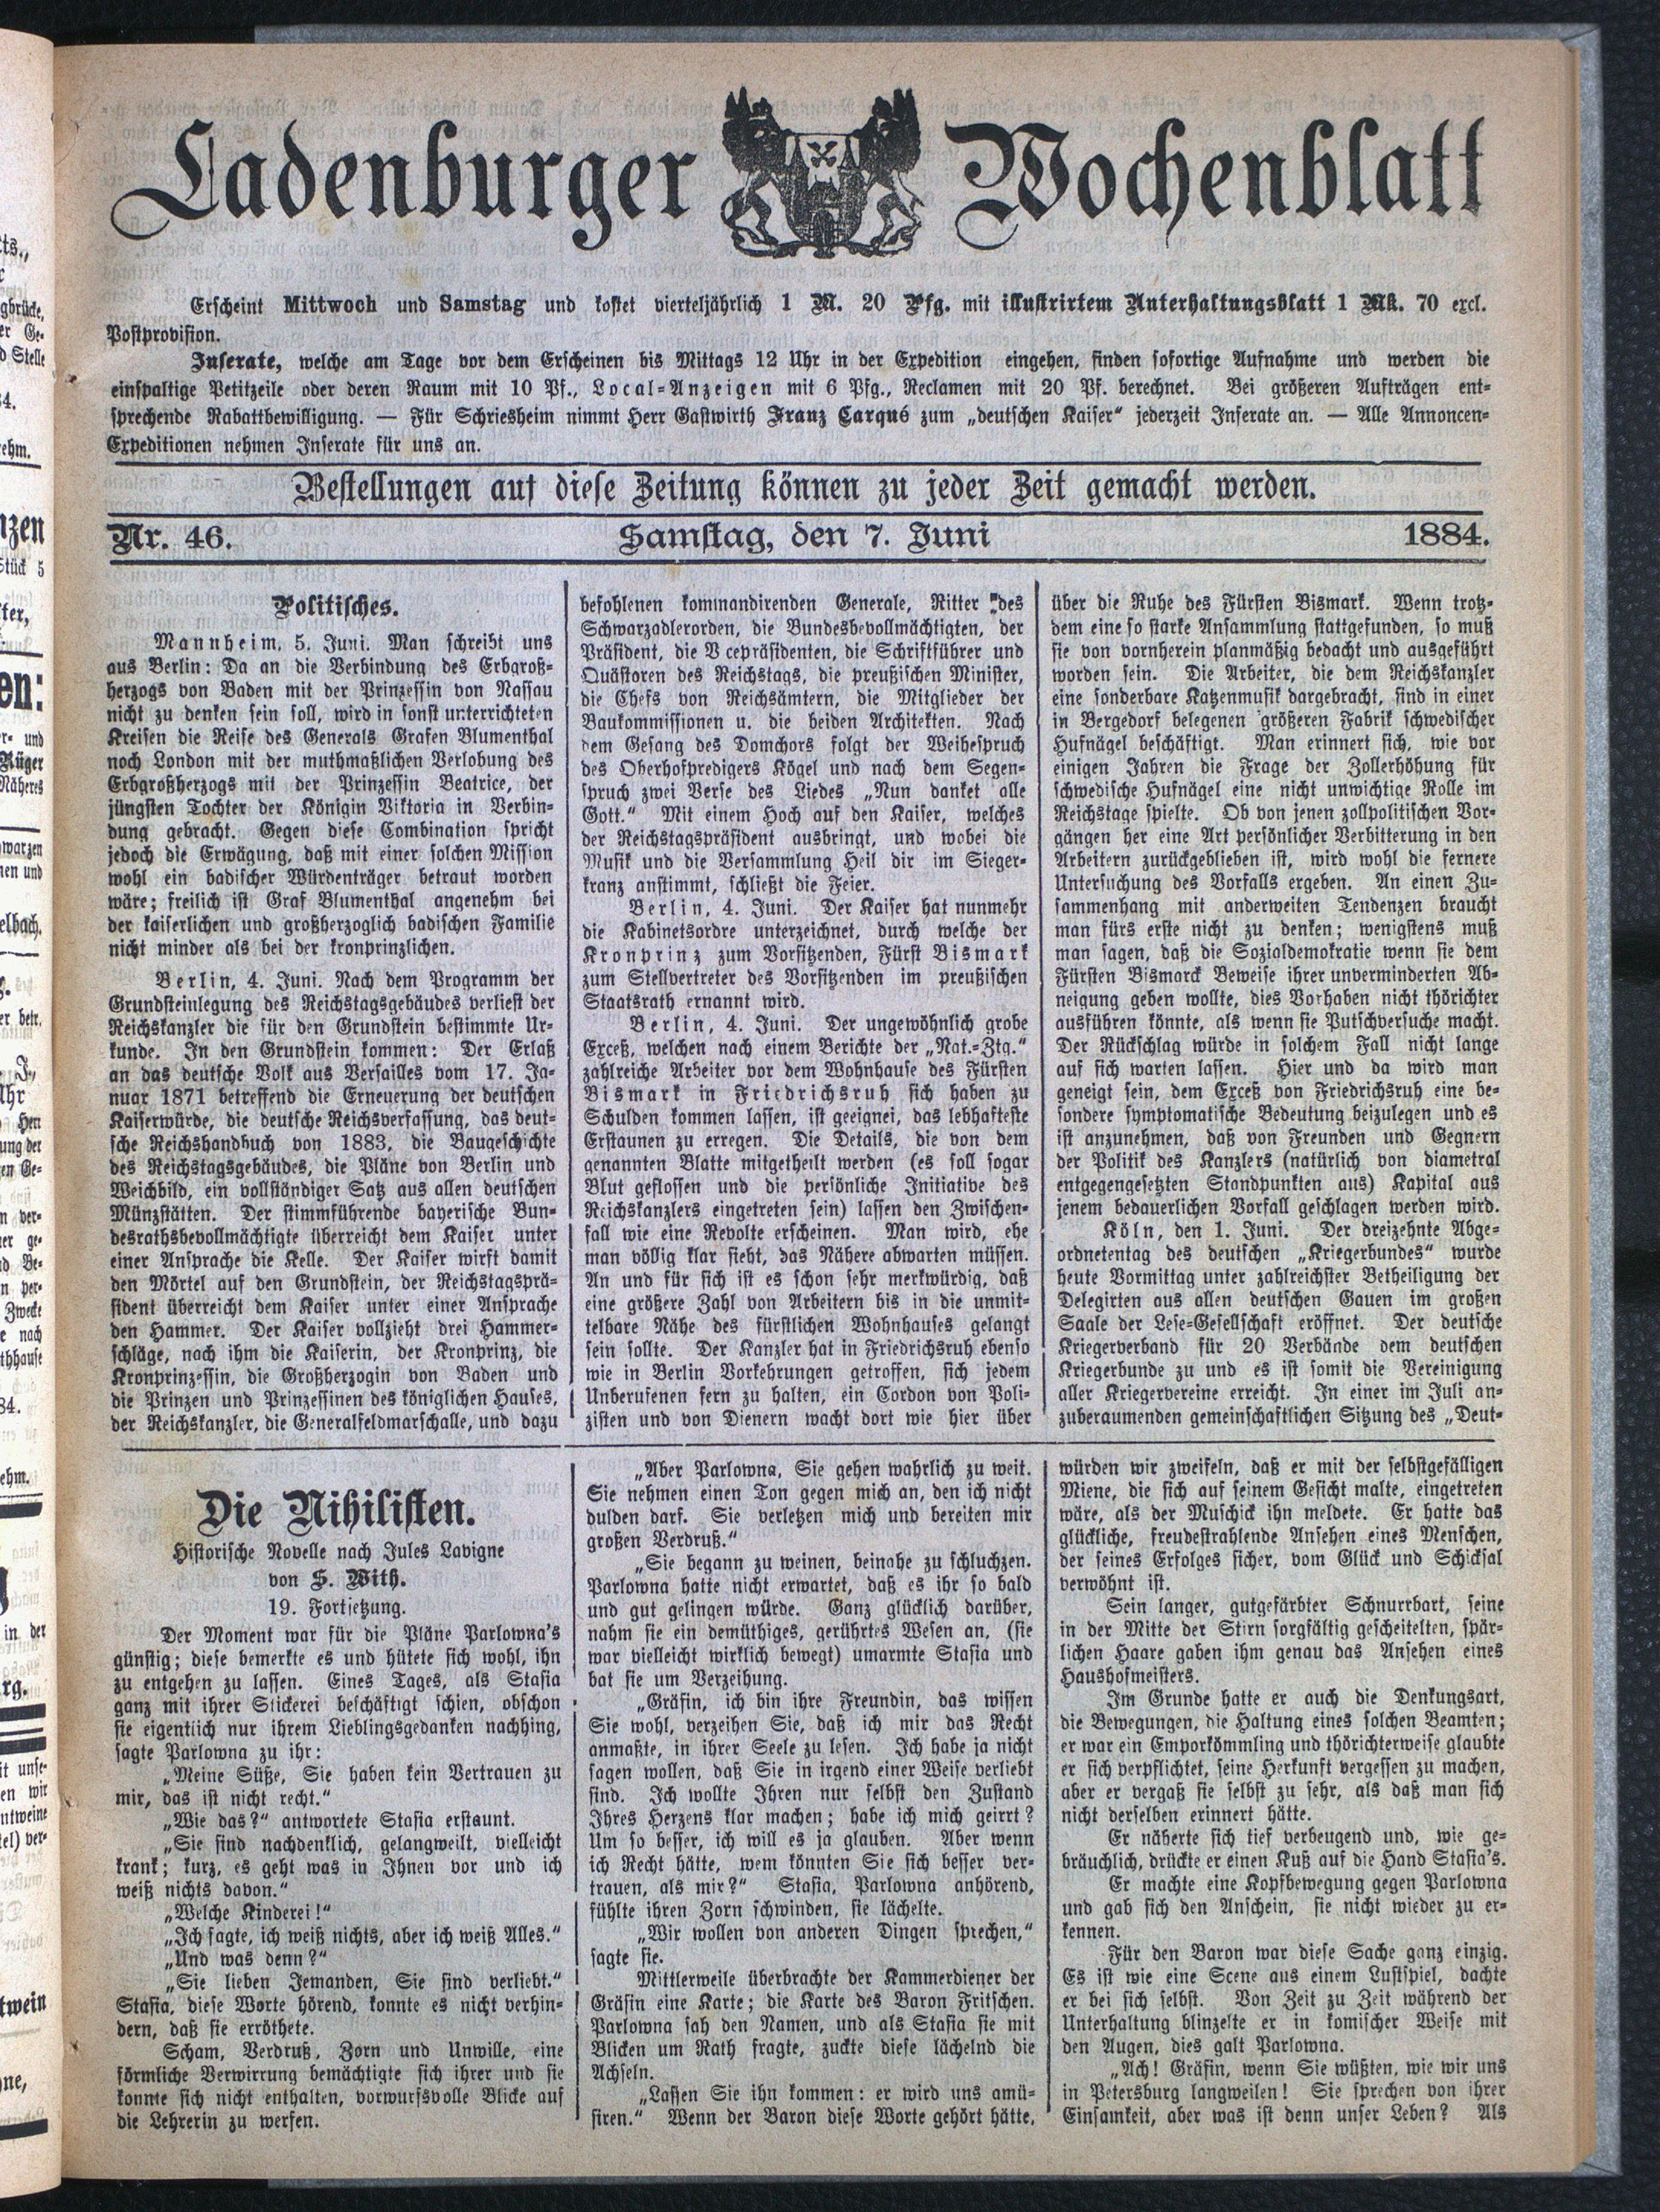 Ladenburger Wochenblatt
Erscheint Mittwoch und Samstag und kostet vierteljährlich 1 M. 20 Pfg. mit illustrirtem Unterhaltungsblatt 1 Mk. 70 excl.
Postprovision.
Inserate, welche am Tage vor dem Erscheinen bis Mittags 12 Uhr in der Expedition eingehen, finden sofortige Aufnahme und werden die
einspaltige Petitzeile oder deren Raum mit 10 Pf., Local-Anzeigen mit 6 Pfg., Reclamen mit 20 Pf. berechnet. Bei größeren Aufträgen ent-
sprechende Rabattbewilligung. — Für Schriesheim nimmt Herr Gastwirth Franz Carqué zum „deutschen Kaiser“ jederzeit Inserate an. — Alle Annoncen-
Expeditionen nehmen Inserate für uns an.
Bestellungen auf diese Zeitung können zu jeder Zeit gemacht werden.
Nr. 46. Samstag, den 7. Juni 1884.
Politisches.
Mannheim, 5. Juni. Man schreibt uns
aus Berlin: Da an die Verbindung des Erbgroß-
herzogs von Baden mit der Prinzessin von Nassau
nicht zu denken sein soll, wird in sonst unterrichteten
Kreisen die Reise des Generals Grafen Blumenthal
noch London mit der muthmaßlichen Verlobung des
Erbgroßherzogs mit der Prinzessin Beatrice, der
jüngsten Tochter der Königin Viktoria in Verbin-
dung gebracht. Gegen diese Combination spricht
jedoch die Erwägung, daß mit einer solchen Mission
wohl ein badischer Würdenträger betraut worden
wäre; freilich ist Graf Blumenthal angenehm bei
der kaiserlichen und großherzoglich badischen Familie
nicht minder als bei der kronprinzlichen.
Berlin, 4. Juni. Nach dem Programm der
Grundsteinlegung des Reichstagsgebäudes verliest der
Reichskanzler die für den Grundstein bestimmte Ur-
kunde. In den Grundstein kommen: Der Erlaß
an das deutsche Volk aus Versailles vom 17. Ja-
nuar 1871 betreffend die Erneuerung der deutschen
Kaiserwürde, die deutsche Reichsverfassung, das deut-
sche Reichshandbuch von 1883, die Baugeschichte
des Reichstagsgebäudes, die Pläne von Berlin und
Weichbild, ein vollständiger Satz aus allen deutschen
Münzstätten. Der stimmführende bayerische Bun-
desrathsbevollmächtigte überreicht dem Kaiser unter
einer Ansprache die Kelle. Der Kaiser wirft damit
den Mörtel auf den Grundstein, der Reichstagsprä-
sident überreicht dem Kaiser unter einer Ansprache
den Hammer. Der Kaiser vollzieht drei Hammer-
schläge, nach ihm die Kaiserin, der Kronprinz, die
Kronprinzessin, die Großherzogin von Baden und
die Prinzen und Prinzessinen des königlichen Hauses,
der Reichskanzler, die Generalfeldmarschalle, und dazu
befohlenen kommandirenden Generale, Ritter des
Schwarzadlerorden, die Bundesbevollmächtigten, der
Präsident, die V cepräsidenten, die Schriftführer und
Quästoren des Reichstags, die preußischen Minister,
die Chefs von Reichsämtern, die Mitglieder der
Baukommissionen u. die beiden Architekten. Nach
dem Gesang des Domchors folgt der Weihespruch
des Oberhofpredigers Kögel und nach dem Segen-
spruch zwei Verse des Liedes „Nun danket alle
Gott.“ Mit einem Hoch auf den Kaiser, welches
der Reichstagspräsident ausbringt, und wobei die
Musik und die Versammlung Heil dir im Sieger-
kranz anstimmt, schließt die Feier.
Berlin, 4. Juni. Der Kaiser hat nunmehr
die Kabinetsordre unterzeichnet, durch welche der
Kronprinz zum Vorsitzenden, Fürst Bismark
zum Stellvertreter des Vorsitzenden im preußischen
Staatsrath ernannt wird.
Berlin, 4. Juni. Der ungewöhnlich grobe
Exceß, welchen nach einem Berichte der „Nat.-Ztg.“
zahlreiche Arbeiter vor dem Wohnhause des Fürsten
Bismark in Friedrichsruh sich haben zu
Schulden kommen lassen, ist geeignei, das lebhafteste
Erstaunen zu erregen. Die Details, die von dem
genannten Blatte mitgetheilt werden (es soll sogar
Blut geflossen und die persönliche Initiative des
Reichskanzlers eingetreten sein) lassen den Zwischen-
fall wie eine Revolte erscheinen. Man wird, ehe
man völlig klar sieht, das Nähere abwarten müssen.
An und für sich ist es schon sehr merkwürdig, daß
eine größere Zahl von Arbeitern bis in die unmit-
telbare Nähe des fürstlichen Wohnhauses gelangt
sein sollte. Der Kanzler hat in Friedrichsruh ebenso
wie in Berlin Vorkehrungen getroffen, sich jedem
Unberufenen fern zu halten, ein Cordon von Poli-
zisten und von Dienern wacht dort wie hier über
über die Ruhe des Fürsten Bismark. Wenn trotz-
dem eine so starke Ansammlung stattgefunden, so muß
sie von vornherein planmäßig bedacht und ausgeführt
worden sein. Die Arbeiter, die dem Reichskanzler
eine sonderbare Katzenmusik dargebracht, sind in einer
in Bergedorf belegenen größeren Fabrik schwedischer
Hufnägel beschäftigt. Man erinnert sich, wie vor
einigen Jahren die Frage der Zollerhöhung für
schwedische Hufnägel eine nicht unwichtige Rolle im
Reichstage spielte. Ob von jenen zollpolitischen Vor-
gängen her eine Art persönlicher Verbitterung in den
Arbeitern zurückgeblieben ist, wird wohl die fernere
Untersuchung des Vorfalls ergeben. An einen Zu-
sammenhang mit anderweiten Tendenzen braucht
man fürs erste nicht zu denken; wenigstens muß
man sagen, daß die Sozialdemokratie wenn sie dem
Fürsten Bismarck Beweise ihrer unverminderten Ab-
neigung geben wollte, dies Vorhaben nicht thörichter
ausführen könnte, als wenn sie Putschversuche macht.
Der Rückschlag würde in solchem Fall nicht lange
auf sich warten lassen. Hier und da wird man
geneigt sein, dem Exceß von Friedrichsruh eine be-
sondere symptomatische Bedeutung beizulegen und es
ist anzunehmen, daß von Freunden und Gegnern
der Politik des Kanzlers (natürlich von diametral
entgegengesetzten Standpunkten aus) Kapital aus
jenem bedauerlichen Vorfall geschlagen werden wird.
Köln, den 1. Juni. Der dreizehnte Abge-
ordnetentag des deutschen „Kriegerbundes“ wurde
heute Vormittag unter zahlreichster Betheiligung der
Delegirten aus allen deutschen Gauen im großen
Saale der Lese-Gesellschaft eröffnet. Der deutsche
Kriegerverband für 20 Verbände dem deutschen
Kriegerbunde zu und es ist somit die Vereinigung
aller Kriegervereine erreicht. In einer im Juli an-
zuberaumenden gemeinschaftlichen Sitzung des „Deut-
Die Nihilisten.
Historische Novelle nach Jules Lavigne
von S. With.
19. Fortsetzung.
Der Moment war für die Pläne Parlowna's
günstig; diese bemerkte es und hütete sich wohl, ihn
zu entgehen zu lassen. Eines Tages, als Stasia
ganz mit ihrer Stickerei beschäftigt schien, obschon
sie eigentlich nur ihrem Lieblingsgedanken nachhing,
sagte Parlowna zu ihr:
„Meine Süße, Sie haben kein Vertrauen zu
mir, das ist nicht recht.“
„Wie das?“ antwortete Stasia erstaunt.
„Sie sind nachdenklich, gelangweilt, vielleicht
krank; kurz, es geht was in Ihnen vor und ich
weiß nichts davon.“
„Welche Kinderei!“
„Ich sagte, ich weiß nichts, aber ich weiß Alles.“
„Und was denn?“
„Sie lieben Jemanden, Sie sind verliebt.“
Stasia, diese Worte hörend, konnte es nicht verhin-
dern, daß sie erröthete.
Scham, Verdruß, Zorn und Unwille, eine
förmliche Verwirrung bemächtigte sich ihrer und sie
konnte sich nicht enthalten, vorwurfsvolle Blicke auf
die Lehrerin zu werfen.
„Aber Parlowna, Sie gehen wahrlich zu weit.
Sie nehmen einen Ton gegen mich an, den ich nicht
dulden darf. Sie verletzen mich und bereiten mir
großen Verdruß.“
„Sie begann zu weinen, beinahe zu schluchzen.
Parlowna hatte nicht erwartet, daß es ihr so bald
und gut gelingen würde. Ganz glücklich darüber,
nahm sie ein demüthiges, gerührtes Wesen an, (sie
war vielleicht wirklich bewegt) umarmte Stasia und
bat sie um Verzeihung.
„Gräfin, ich bin ihre Freundin, das wissen
Sie wohl, verzeihen Sie, daß ich mir das Recht
anmaßte, in ihrer Seele zu lesen. Ich habe ja nicht
sagen wollen, daß Sie in irgend einer Weise verliebt
sind. Ich wollte Ihren nur selbst den Zustand
Ihres Herzens klar machen; habe ich mich geirrt?
Um so besser, ich will es ja glauben. Aber wenn
ich Recht hätte, wem könnten Sie sich besser ver-
trauen, als mir?“ Stasia, Parlowna anhörend,
fühlte ihren Zorn schwinden, sie lächelte.
„Wir wollen von anderen Dingen sprechen,“
sagte sie.
Mittlerweile überbrachte der Kammerdiener der
Gräfin eine Karte; die Karte des Baron Fritschen.
Parlowna sah den Namen, und als Stasia sie mit
Blicken um Rath fragte, zuckte diese lächelnd die
Achseln.
„Lassen Sie ihn kommen: er wird uns amü-
siren.“ Wenn der Baron diese Worte gehört hätte,
würden wir zweifeln, daß er mit der selbstgefälligen
Miene, die sich auf seinem Gesicht malte, eingetreten
wäre, als der Muschick ihn meldete. Er hatte das
glückliche, freudestrahlende Ansehen eines Menschen,
der seines Erfolges sicher, vom Glück und Schicksal
verwöhnt ist.
Sein langer, gutgefärbter Schnurrbart, seine
in der Mitte der Stirn sorgfältig gescheitelten, spär-
lichen Haare gaben ihm genau das Ansehen eines
Haushofmeisters.
Im Grunde hatte er auch die Denkungsart,
die Bewegungen, die Haltung eines solchen Beamten;
er war ein Emporkömmling und thörichterweise glaubte
er sich verpflichtet, seine Herkunft vergessen zu machen,
aber er vergaß sie selbst zu sehr, als daß man sich
nicht derselben erinnert hätte.
Er näherte sich tief verbeugend und, wie ge-
bräuchlich, drückte er einen Kuß auf die Hand Stasia's.
Er machte eine Kopfbewegung gegen Parlowna
und gab sich den Anschein, sie nicht wieder zu er-
kennen.
Für den Baron war diese Sache ganz einzig.
Es ist wie eine Scene aus einem Lustspiel, dachte
er bei sich selbst. Von Zeit zu Zeit während der
Unterhaltung blinzelte er in komischer Weise mit
den Augen, dies galt Parlowna.
„Ach! Gräfin, wenn Sie wüßten, wie wir uns
in Petersburg langweilen! Sie sprechen von ihrer
Einsamkeit, aber was ist denn unser Leben? Als